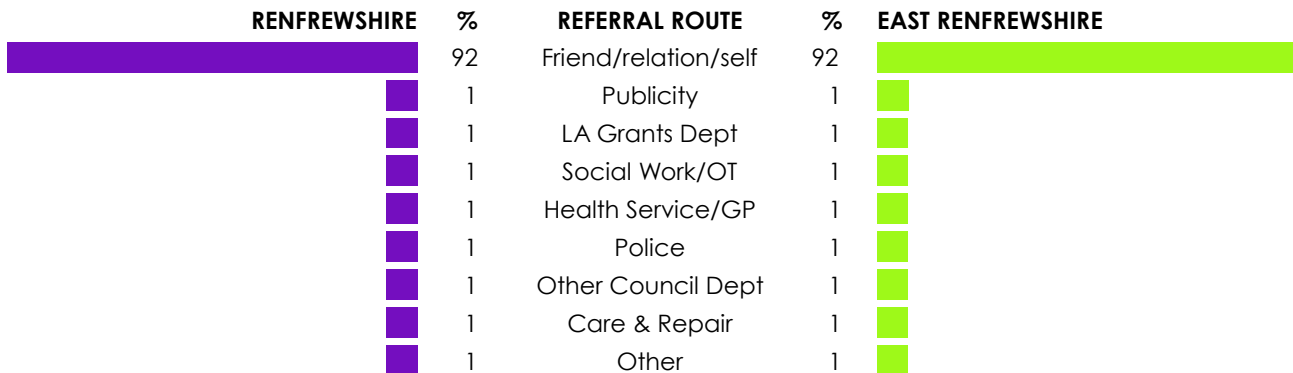 RENFREWSHIRE % REFERRAL ROUTE % EAST RENFREWSHIRE
92 Friend/relation/self 92
1 Publicity 1
1 LA Grants Dept 1
1 Social Work/OT 1
1 Health Service/GP 1
1 Police 1
1 Other Council Dept 1
1 Care & Repair 1
1 Other 1